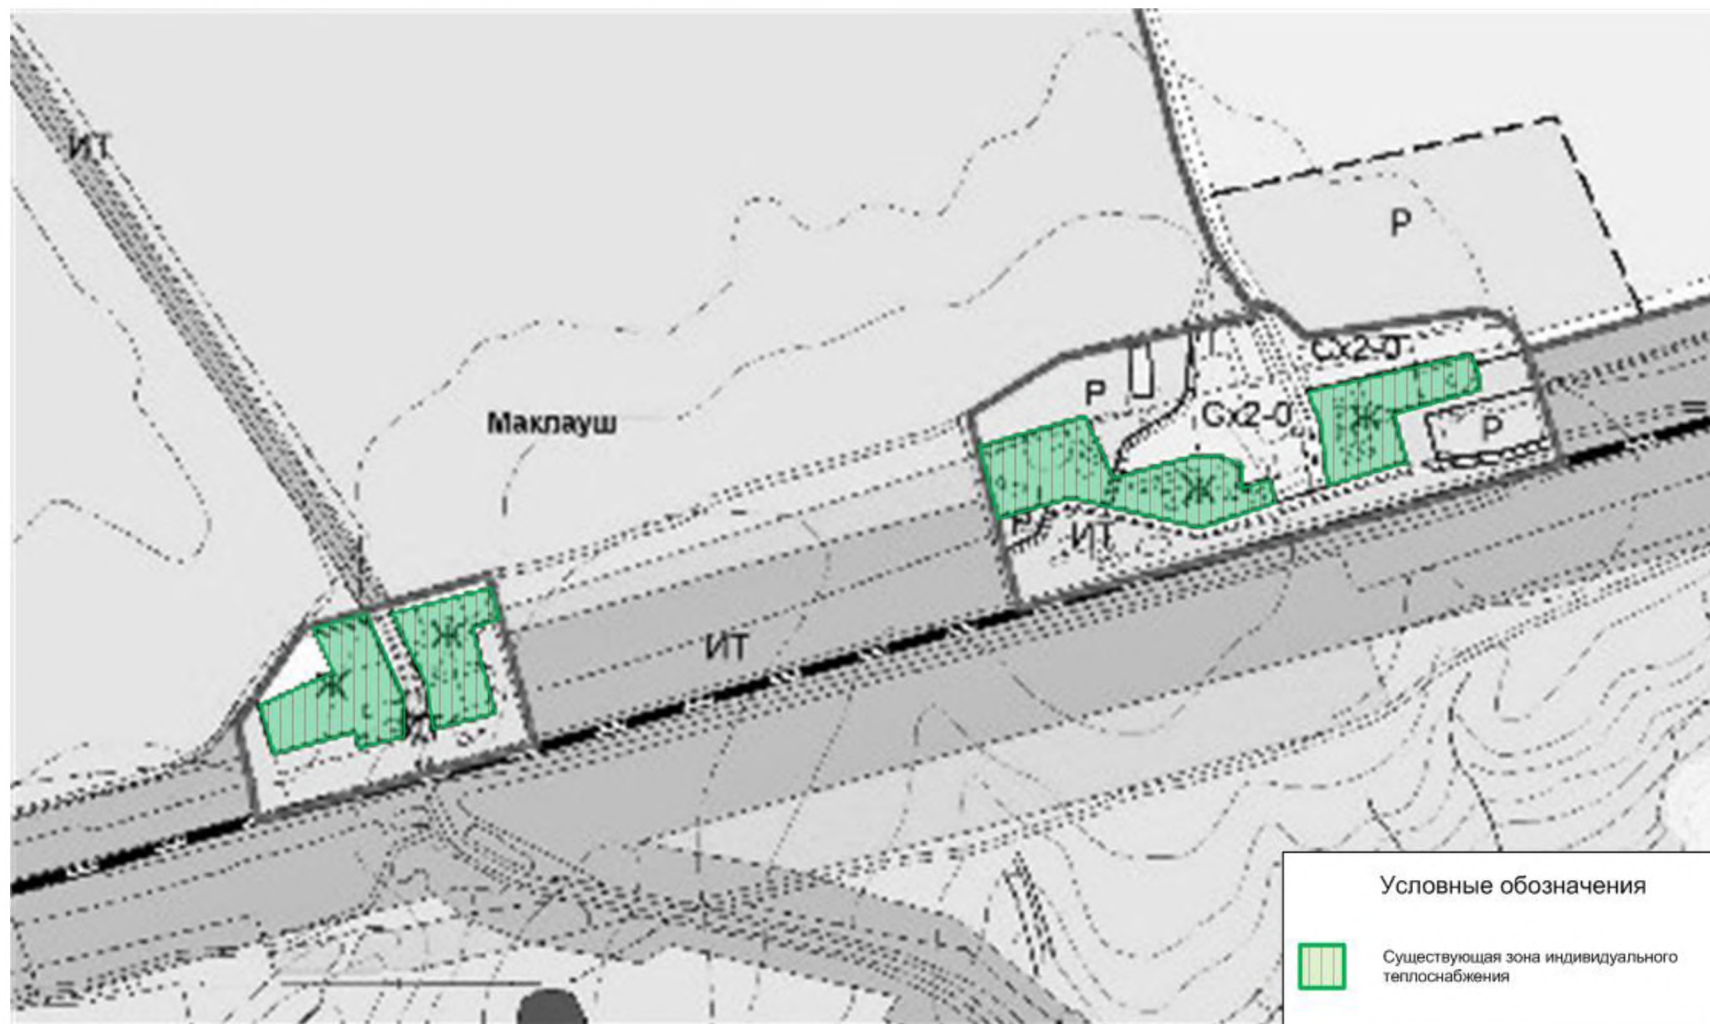 ИТ
Р
Сх2-0
Р
Сх2-0
Ж
Р
Маклауш
Ж
ИТ
Ж
ИТ
Ж
Условные обозначения
Существующая зона индивидуального
теплоснабжения